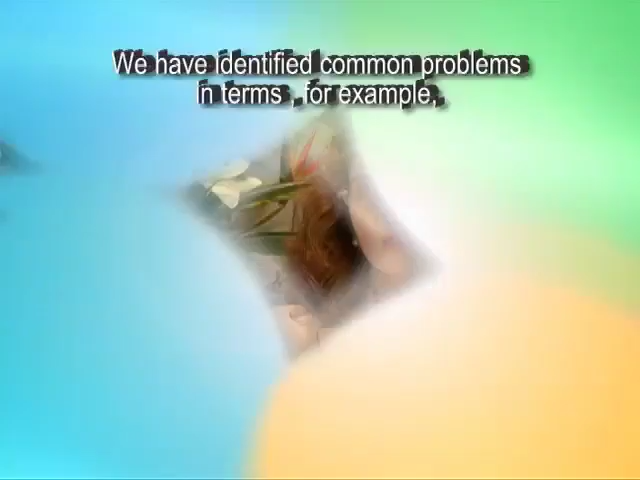 We have identified common problems
in terms , for example,